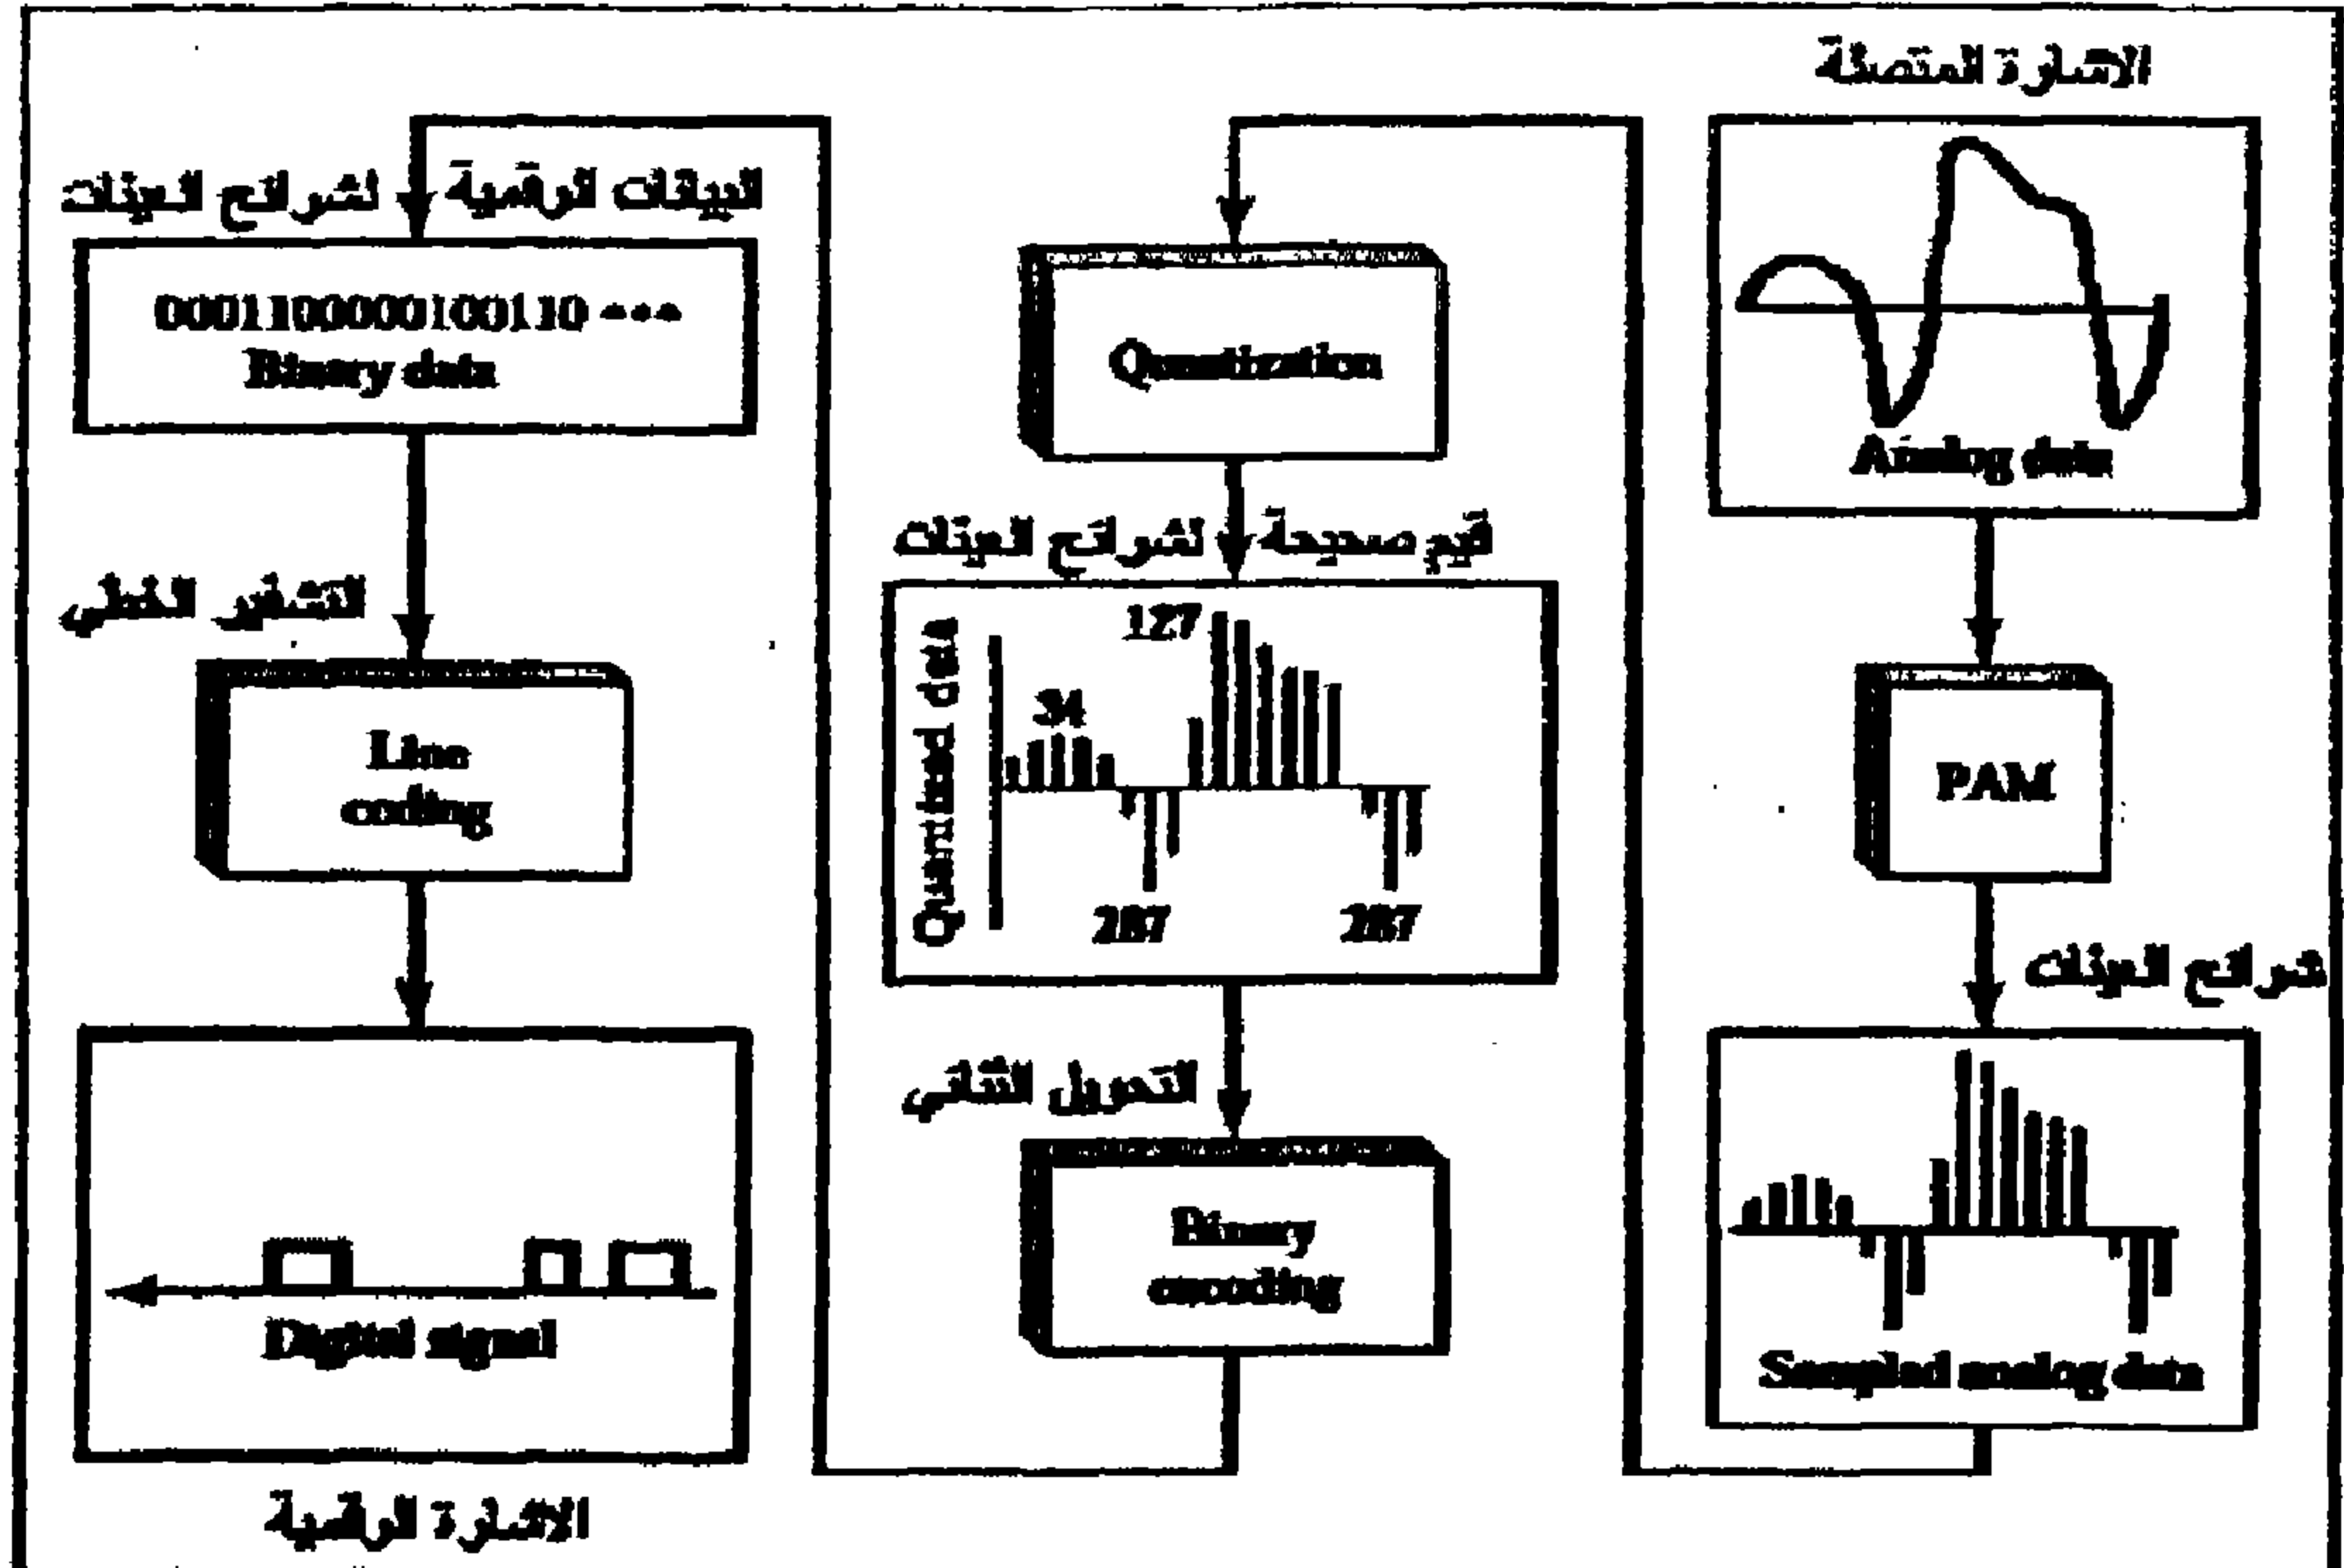 الاشارة المتصلة
Analog data
PAM
شرائح العينات
Sampled analog data
Quantization
قيم صحيحة لشرائح العينات
Quantized data
127
34
التحويل الثنائي
Binary
encoding
البيانات الرقمية لشرائح العينات
Binary data
التشفير الخطي
Line
coding
Digital signal
الاشارة الرقمية